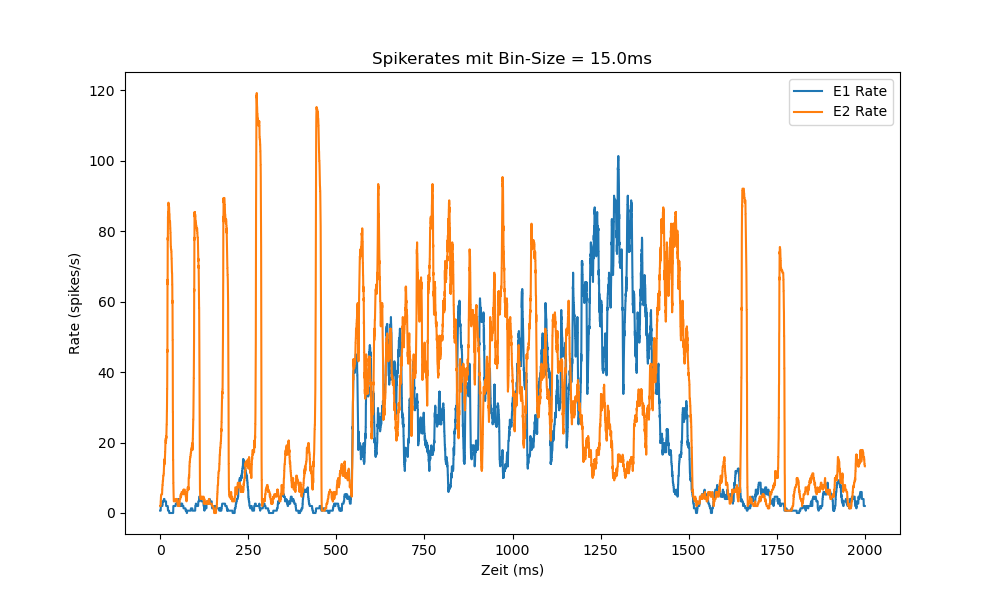 Spikerates mit Bin-Size = 15.0ms
E1 Rate
E2 Rate
120
100
80
60
40
20
0
Rate (spikes/s)
0 250 500 750 1000 1250 1500 1750 2000
Zeit (ms)